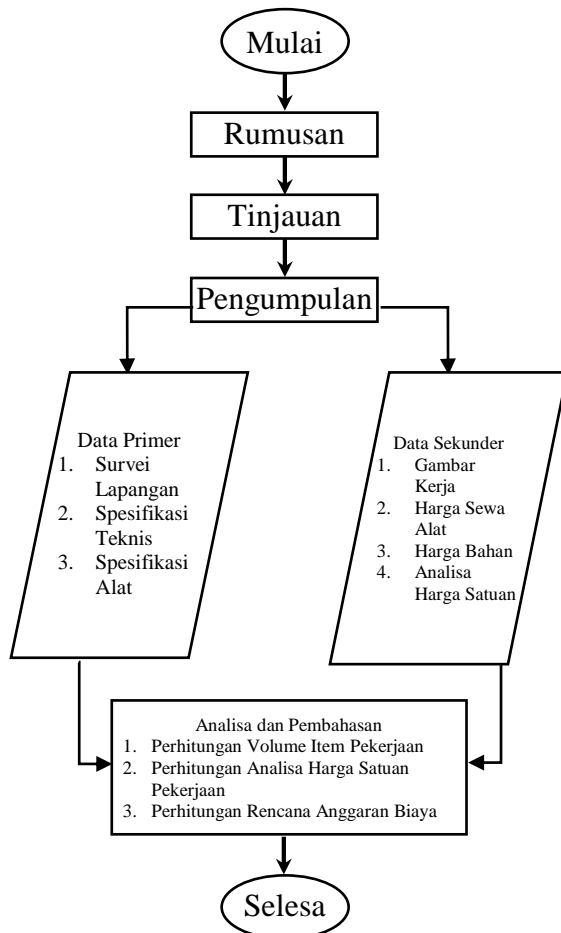 Mulai
Rumusan
Tinjauan
Pengumpulan
Data Primer
1. Survei
Lapangan
2. Spesifikasi
Teknis
3. Spesifikasi
Alat
Data Sekunder
1. Gambar
Kerja
2. Harga Sewa
Alat
3. Harga Bahan
4. Analisa
Harga Satuan
Analisa dan Pembahasan
1. Perhitungan Volume Item Pekerjaan
2. Perhitungan Analisa Harga Satuan
Pekerjaan
3. Perhitungan Rencana Anggaran Biaya
Selesa